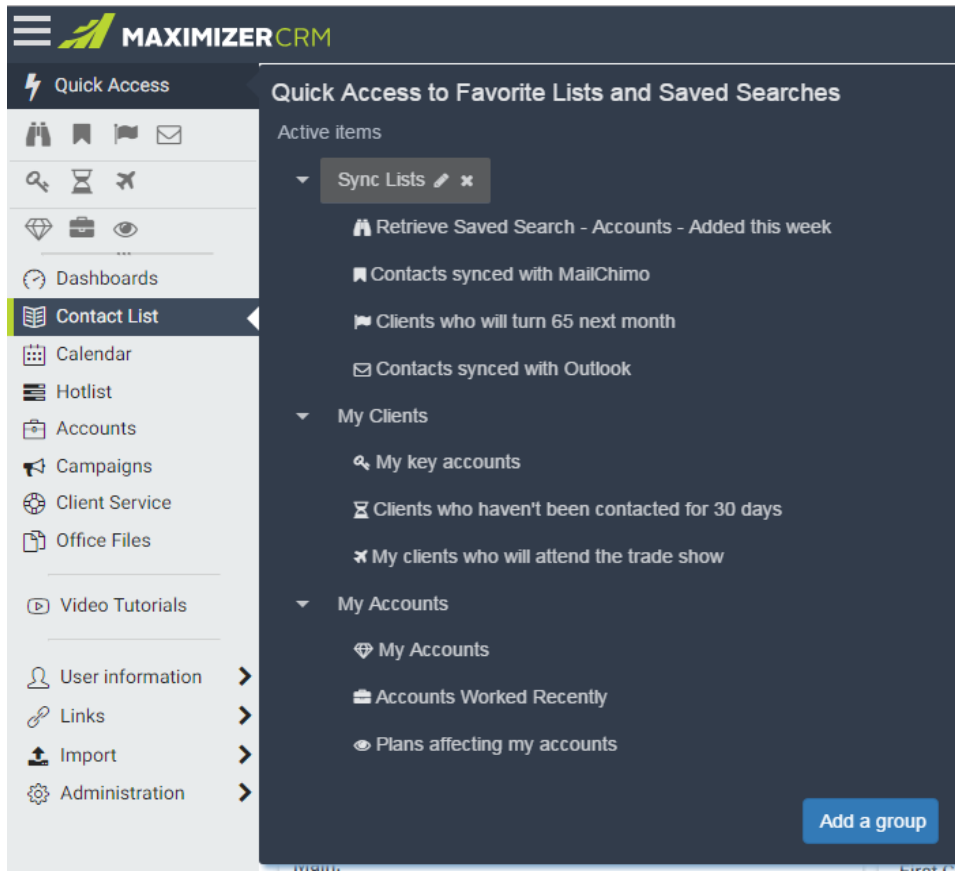 MAXIMIZER CRM
Quick Access
Quick Access to Favorite Lists and Saved Searches
Active items
Sync Lists
Retrieve Saved Search - Accounts - Added this week
Contacts synced with MailChimo
Clients who will turn 65 next month
Contacts synced with Outlook
My Clients
My key accounts
Clients who haven't been contacted for 30 days
My clients who will attend the trade show
My Accounts
My Accounts
Accounts Worked Recently
Plans affecting my accounts
Add a group
Dashboards
Contact List
Calendar
Hotlist
Accounts
Campaigns
Client Service
Office Files
Video Tutorials
User information
Links
Import
Administration